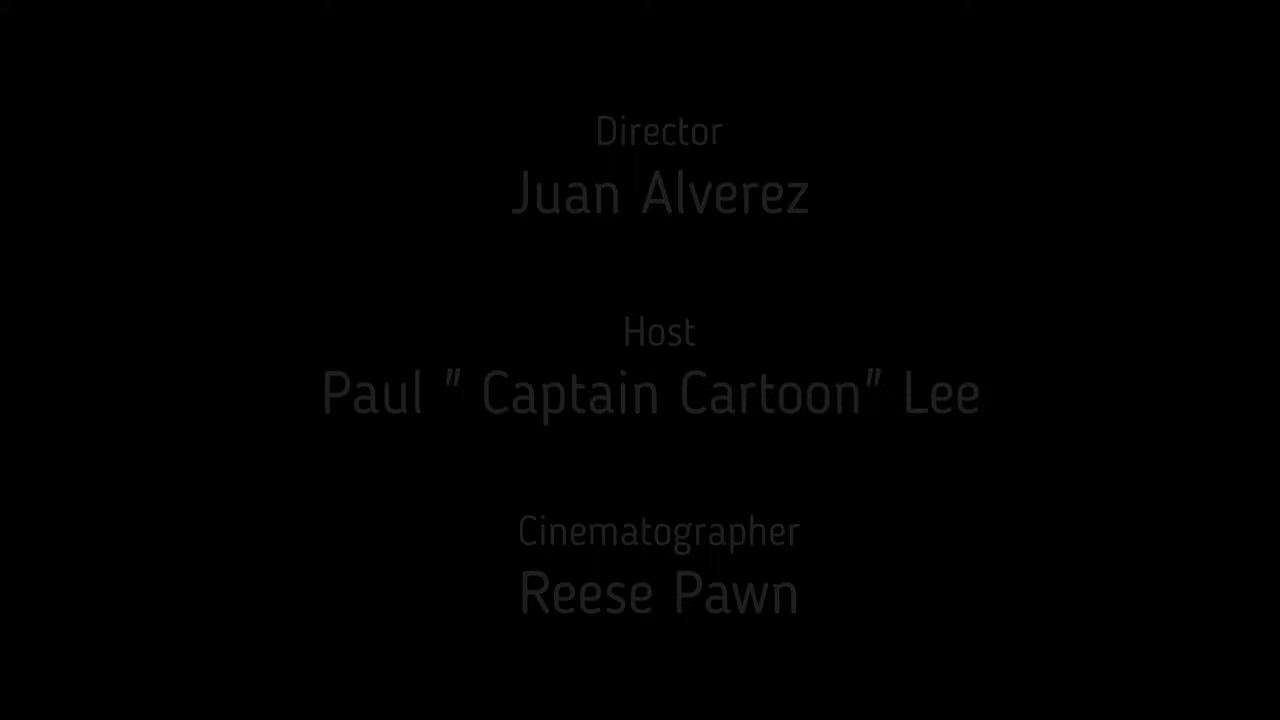 Director
Juan Alverez
Host
Paul " Captain Cartoon" Lee
Cinematographer
Reese Pawn